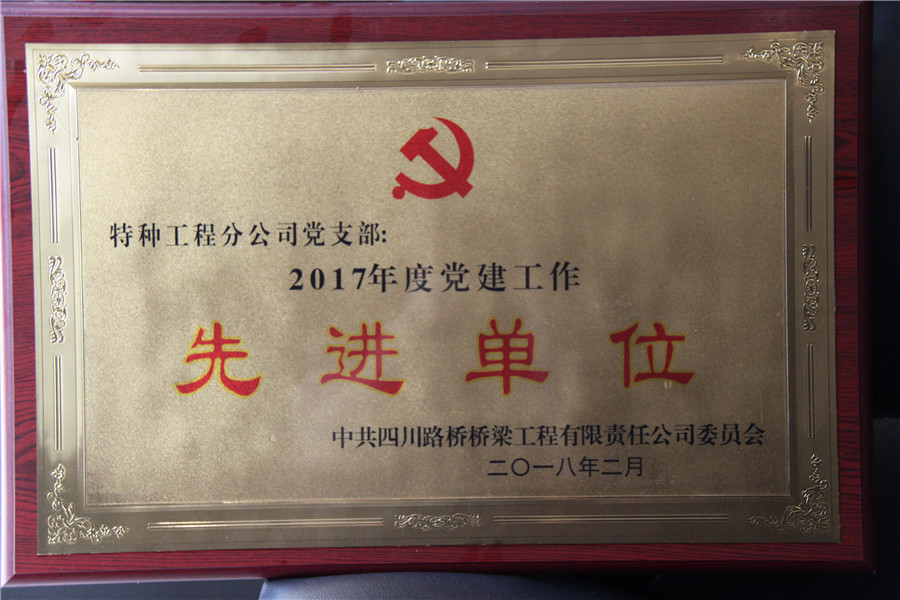 特种工程分公司党支部:
2017年度党建工作
先进单位
中共四川路桥桥梁工程有限责任公司委员会
二〇一八年二月